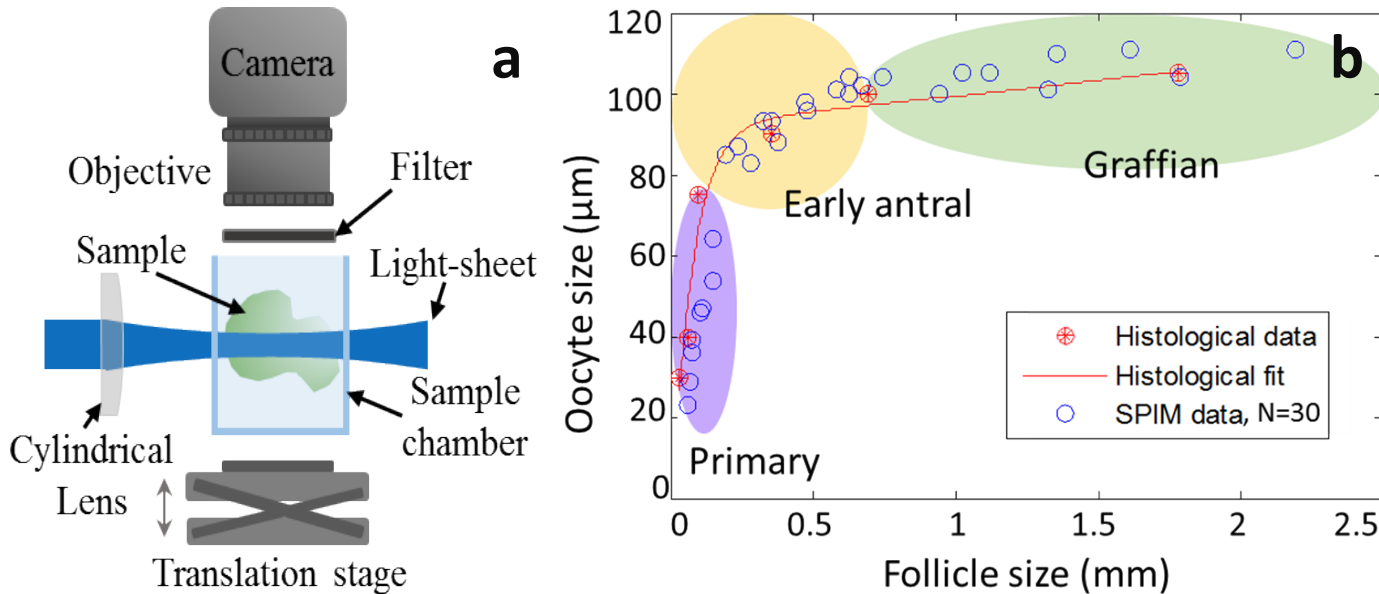 a
Camera
Objective
Filter
Sample
Light-sheet
Sample
chamber
Cylindrical
Lens
Translation stage
b
120
100
80
60
40
20
0
Oocyte size (µm)
Graffian
Early antral
Primary
Histological data
Histological fit
SPIM data, N=30
0
0.5
1
1.5
2
2.5
Follicle size (mm)